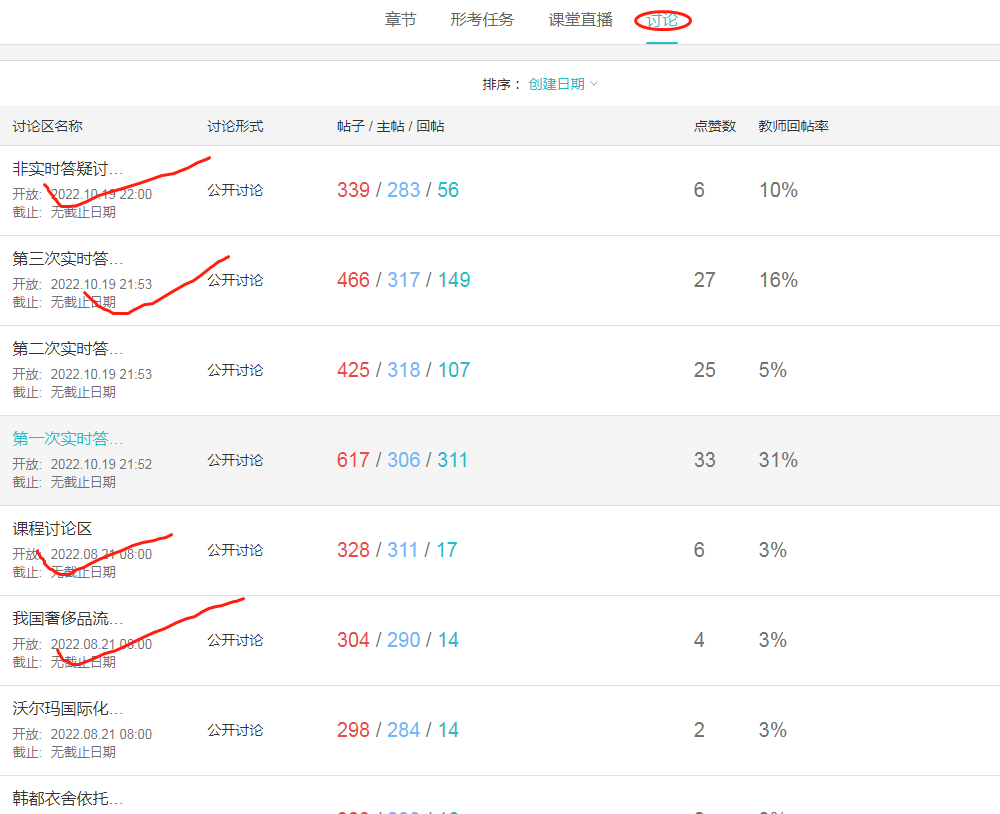 章节 形考任务 课堂直播 讨论
排序： 创建日期
讨论区名称 讨论形式 帖子 / 主帖 / 回帖 点赞数 教师回帖率
非实时答疑讨...
开放: 2022.10.19 22:00
截止: 无截止日期
公开讨论 339 / 283 / 56 6 10%
第三次实时答...
开放: 2022.10.19 21:53
截止: 无截止日期
公开讨论 466 / 317 / 149 27 16%
第二次实时答...
开放: 2022.10.19 21:53
截止: 无截止日期
公开讨论 425 / 318 / 107 25 5%
第一次实时答...
开放: 2022.10.19 21:52
截止: 无截止日期
公开讨论 617 / 306 / 311 33 31%
课程讨论区
开放: 2022.08.21 08:00
截止: 无截止日期
公开讨论 328 / 311 / 17 6 3%
我国奢侈品流...
开放: 2022.08.21 08:00
截止: 无截止日期
公开讨论 304 / 290 / 14 4 3%
沃尔玛国际化...
开放: 2022.08.21 08:00
截止: 无截止日期
公开讨论 298 / 284 / 14 2 3%
韩都衣舍依托...